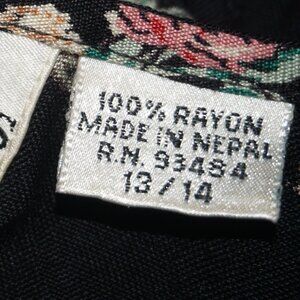 100% RAYON
MADE IN NEPAL
R.N. 93484
13/14